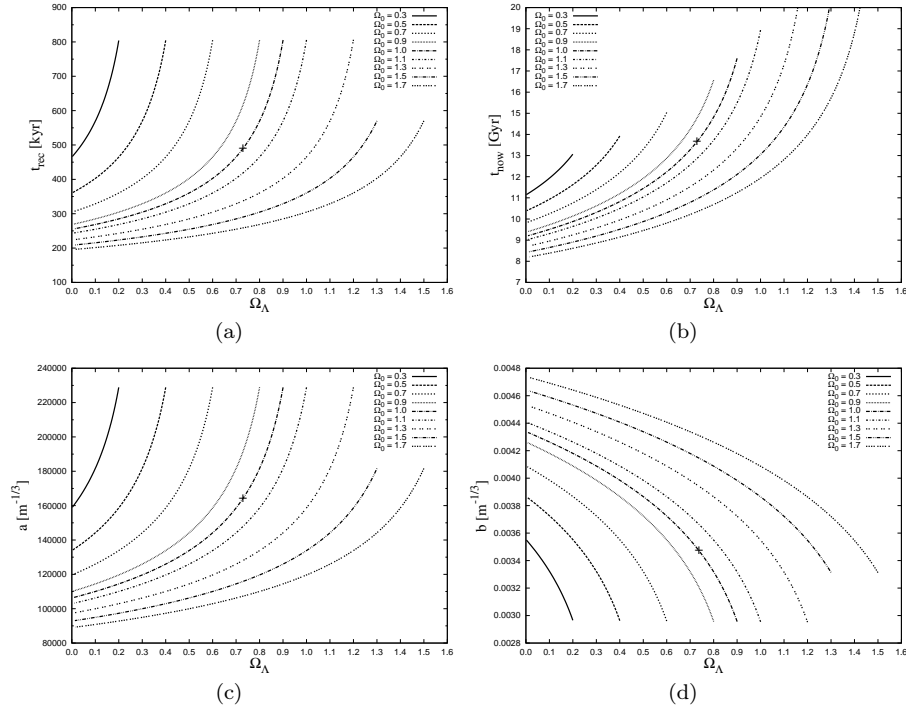 900
800
700
600
500
400
300
200
100
t_rec [kyr]
0.0 0.1 0.2 0.3 0.4 0.5 0.6 0.7 0.8 0.9 1.0 1.1 1.2 1.3 1.4 1.5 1.6
Ω_Λ
Ω_0 = 0.3
Ω_0 = 0.5
Ω_0 = 0.7
Ω_0 = 0.9
Ω_0 = 1.0
Ω_0 = 1.1
Ω_0 = 1.3
Ω_0 = 1.5
Ω_0 = 1.7
(a)
20
19
18
17
16
15
14
13
12
11
10
9
8
7
t_now [Gyr]
0.0 0.1 0.2 0.3 0.4 0.5 0.6 0.7 0.8 0.9 1.0 1.1 1.2 1.3 1.4 1.5 1.6
Ω_Λ
Ω_0 = 0.3
Ω_0 = 0.5
Ω_0 = 0.7
Ω_0 = 0.9
Ω_0 = 1.0
Ω_0 = 1.1
Ω_0 = 1.3
Ω_0 = 1.5
Ω_0 = 1.7
(b)
240000
220000
200000
180000
160000
140000
120000
100000
80000
a [m^-1/3]
0.0 0.1 0.2 0.3 0.4 0.5 0.6 0.7 0.8 0.9 1.0 1.1 1.2 1.3 1.4 1.5 1.6
Ω_Λ
Ω_0 = 0.3
Ω_0 = 0.5
Ω_0 = 0.7
Ω_0 = 0.9
Ω_0 = 1.0
Ω_0 = 1.1
Ω_0 = 1.3
Ω_0 = 1.5
Ω_0 = 1.7
(c)
0.0048
0.0046
0.0044
0.0042
0.0040
0.0038
0.0036
0.0034
0.0032
0.0030
0.0028
b [m^-1/3]
0.0 0.1 0.2 0.3 0.4 0.5 0.6 0.7 0.8 0.9 1.0 1.1 1.2 1.3 1.4 1.5 1.6
Ω_Λ
Ω_0 = 0.3
Ω_0 = 0.5
Ω_0 = 0.7
Ω_0 = 0.9
Ω_0 = 1.0
Ω_0 = 1.1
Ω_0 = 1.3
Ω_0 = 1.5
Ω_0 = 1.7
(d)